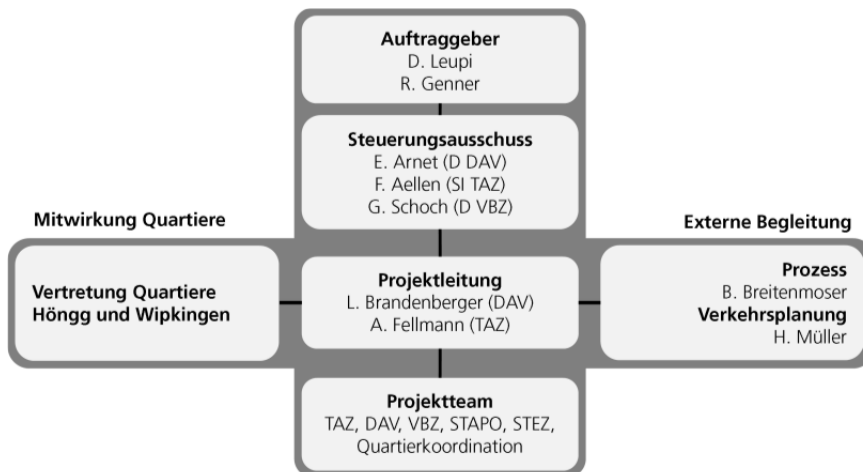 Auftraggeber
D. Leupi
R. Genner
Steuerungsausschuss
E. Arnet (D DAV)
F. Aellen (SI TAZ)
G. Schoch (D VBZ)
Mitwirkung Quartiere
Vertretung Quartiere
Höngg und Wipkingen
Projektleitung
L. Brandenberger (DAV)
A. Fellmann (TAZ)
Externe Begleitung
Prozess
B. Breitenmoser
Verkehrsplanung
H. Müller
Projektteam
TAZ, DAV, VBZ, STAPO, STEZ,
Quartierkoordination